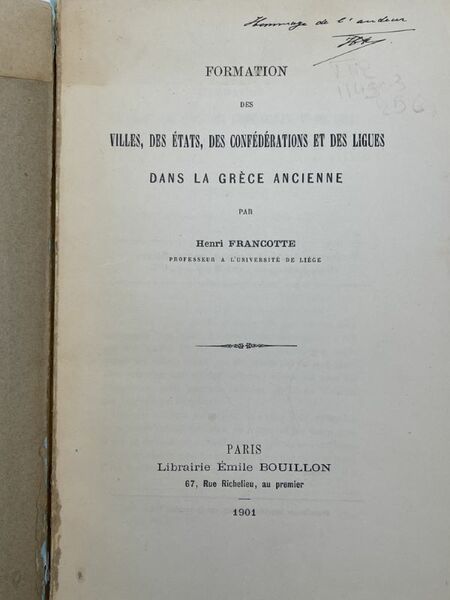 Hommage de l'auteur
FORMATION
DES
VILLES, DES ÉTATS, DES CONFÉDÉRATIONS ET DES LIGUES
DANS LA GRÈCE ANCIENNE
PAR
Henri FRANCOTTE
PROFESSEUR A L'UNIVERSITÉ DE LIÉGE
PARIS
Librairie Émile BOUILLON
67, Rue Richelieu, au premier
1901